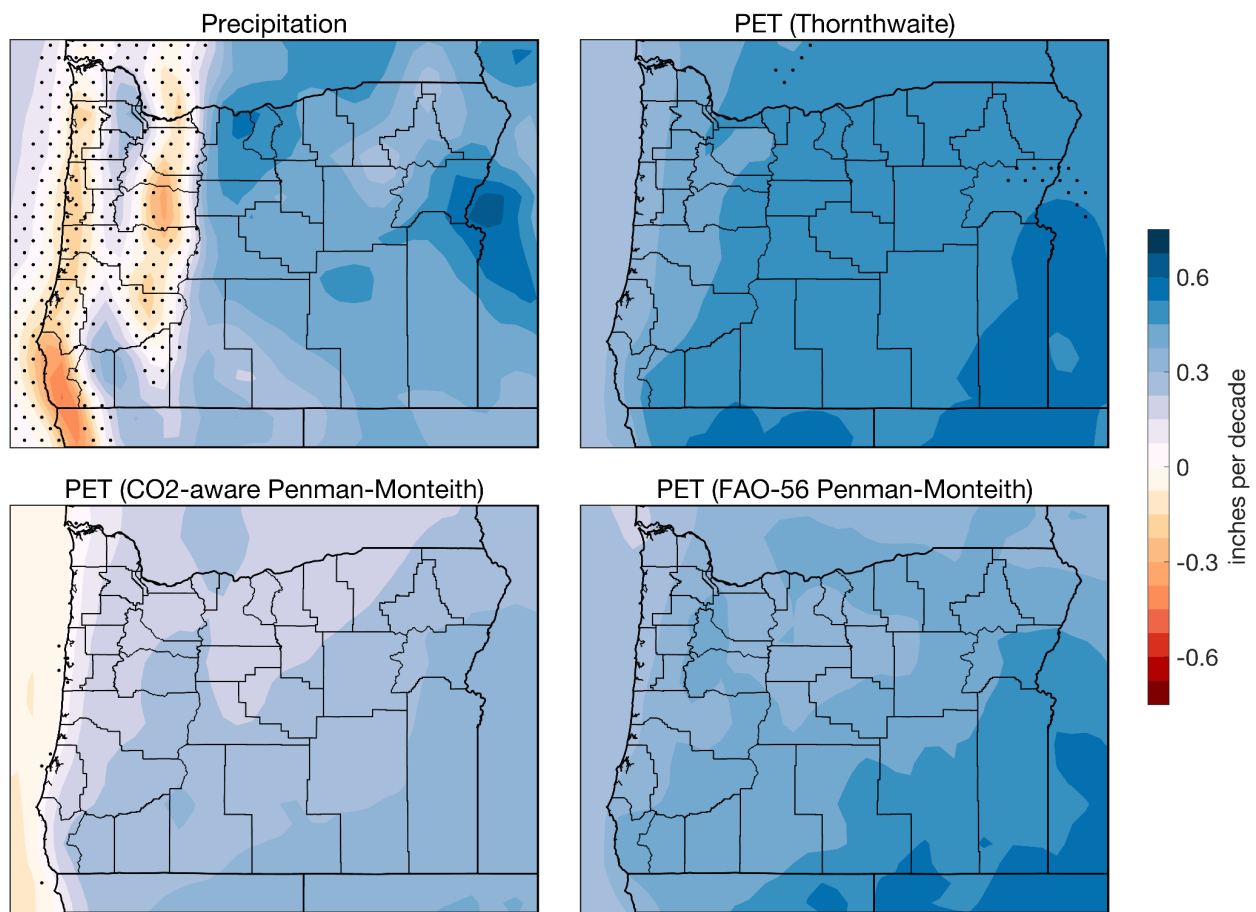 Precipitation
PET (Thornthwaite)
PET (CO2-aware Penman-Monteith)
PET (FAO-56 Penman-Monteith)
0.6
0.3
0
-0.3
-0.6
inches per decade